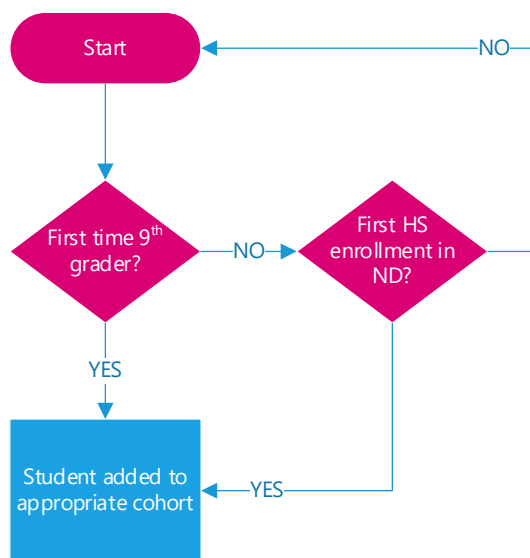 Start
NO
First time 9th
grader?
NO
First HS
enrollment in
ND?
YES
Student added to
appropriate cohort
YES